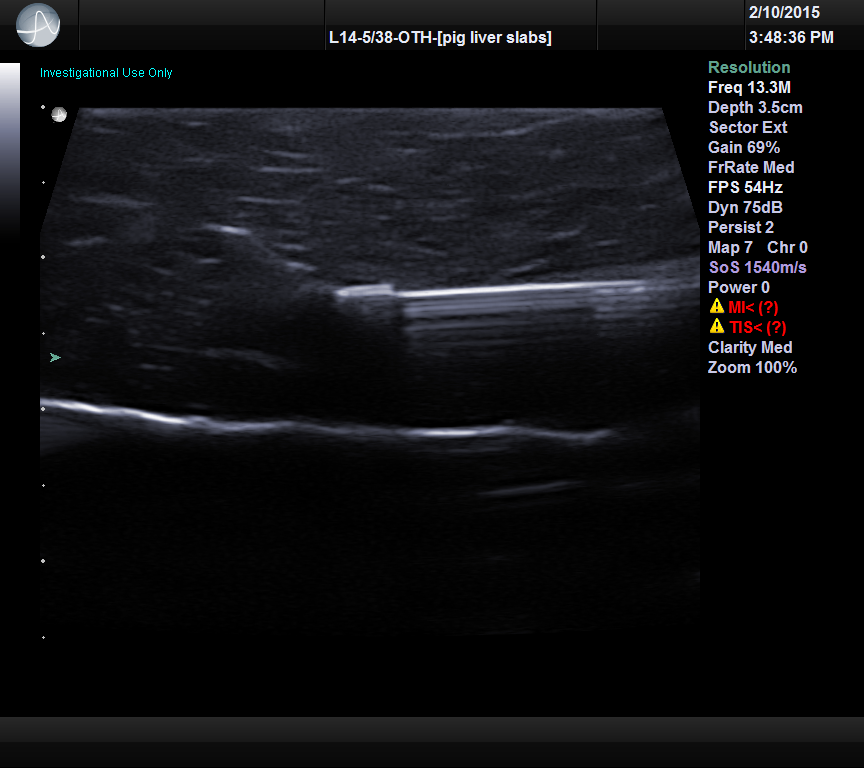 2/10/2015
L14-5/38-OTH-[pig liver slabs]
3:48:36 PM
Investigational Use Only
Resolution
Freq 13.3M
Depth 3.5cm
Sector Ext
Gain 69%
FrRate Med
FPS 54Hz
Dyn 75dB
Persist 2
Map 7 Chr 0
SoS 1540m/s
Power 0
MI< (?)
TIS< (?)
Clarity Med
Zoom 100%